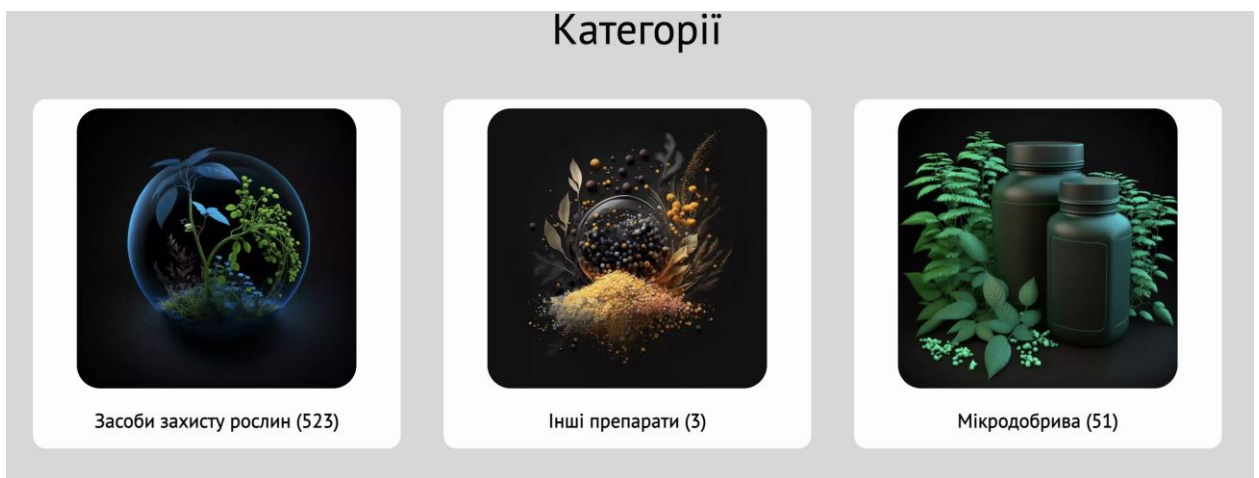 Категорії
Засоби захисту рослин (523)
Інші препарати (3)
Мікродобрива (51)